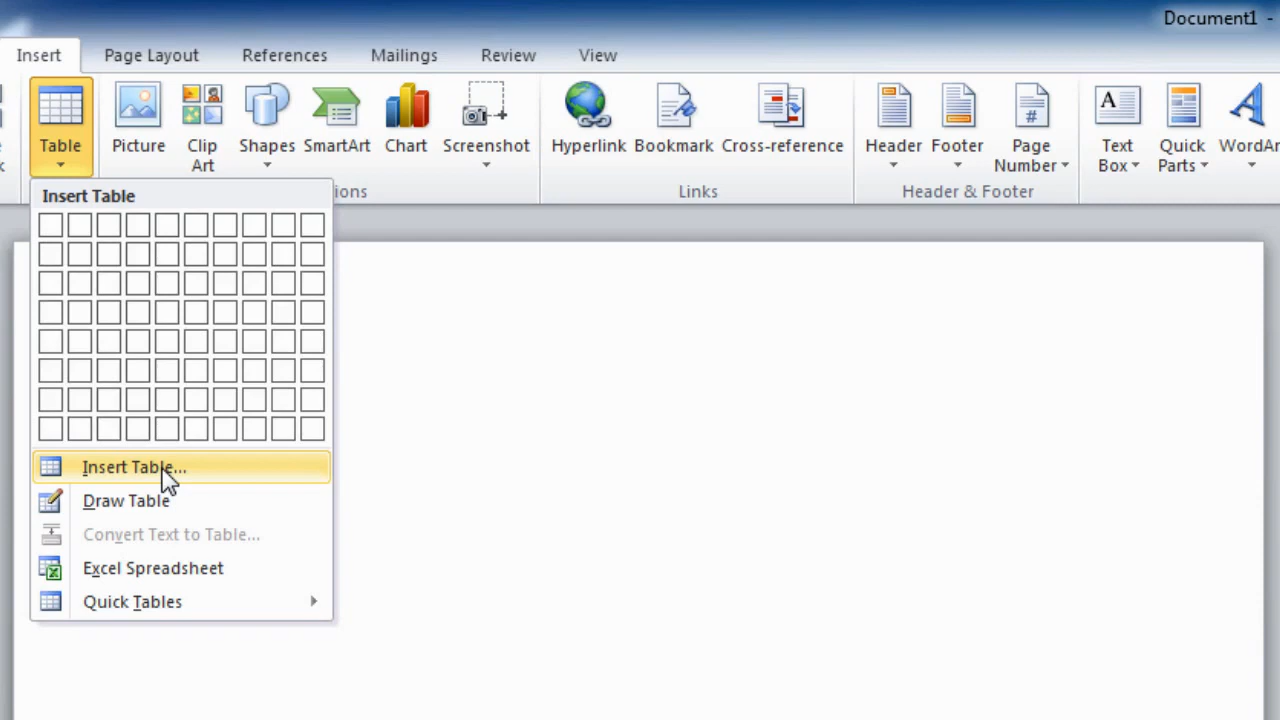 Document1 -
Insert Page Layout References Mailings Review View
Table Picture Clip Art Shapes SmartArt Chart Screenshot Hyperlink Bookmark Cross-reference Header Footer Page Number Text Box Quick Parts WordAr
ions Links Header & Footer
Insert Table
Insert Table...
Draw Table
Convert Text to Table...
Excel Spreadsheet
Quick Tables